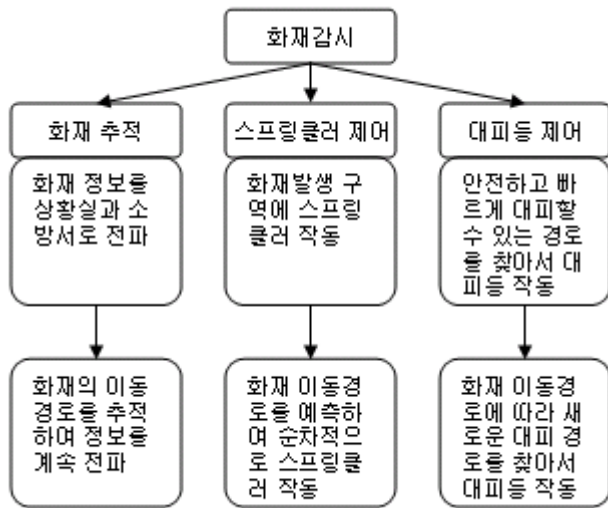 화재감시
화재 추적
화재 정보를
상황실과 소
방서로 전파
화재의 이동
경로를 추적
하며 정보를
계속 전파
스프링클러 제어
화재발생 구
역에 스프링
클러 작동
화재 이동경
로를 예측하
여 순차적으
로 스프링클
러 작동
대피등 제어
안전하고 빠
르게 대피할
수 있는 경로
를 찾아서 대
피등 작동
화재 이동경
로에 따라 새
로운 대피 경
로를 찾아서
대피등 작동